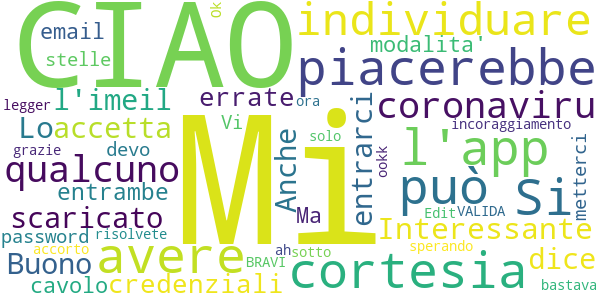 CIAO
ok
individuare
email
modalita'
stelle
piacerebbe
l'imeil
errate
ora
legger
coronaviru
Lo
accetta
Vi
incoraggiamento
grazie
devo
solo
qualcuno
Mi
Anche
entrarci
l'app
ookk
metterci
entrambe
può
Si
scaricato
Ma
Edit
VALIDA
password
risolvete
Interessante
accorto
ah
sotto
sperando
Buono
avere
BRAVI
cortesia
dice
cavolo
credenziali
bastava